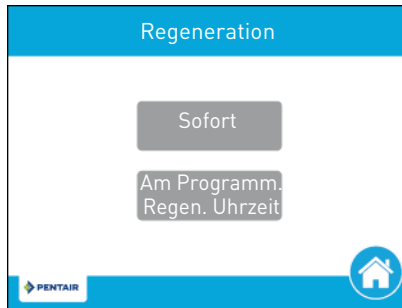 Regeneration
Sofort
Am Programm.
Regen. Uhrzeit
PENTAIR